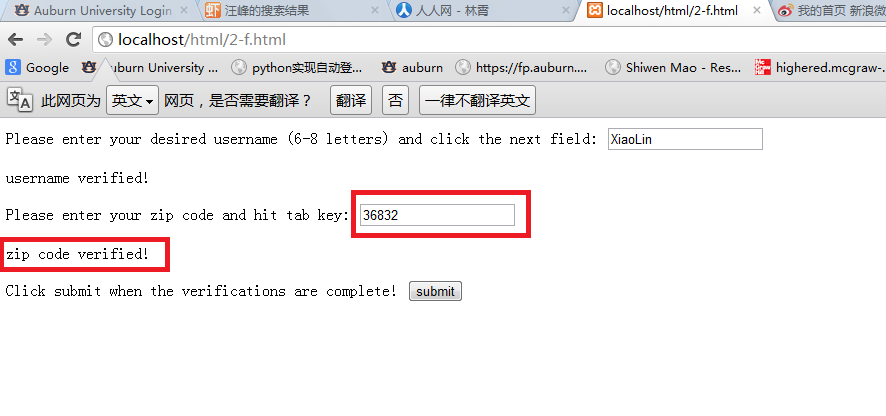 Auburn University Login
汪峰的搜索结果
人人网 - 林霄
localhost/html/2-f.html
我的首页 新浪微
localhost/html/2-f.html
Google
Auburn University ...
python实现自动登...
auburn
https://fp.auburn....
Shiwen Mao - Res...
highered.mcgraw-...
此网页为 英文 网页，是否需要翻译？ 翻译 否 一律不翻译英文
Please enter your desired username (6-8 letters) and click the next field: XiaoLin
username verified!
Please enter your zip code and hit tab key: 36832
zip code verified!
Click submit when the verifications are complete! submit